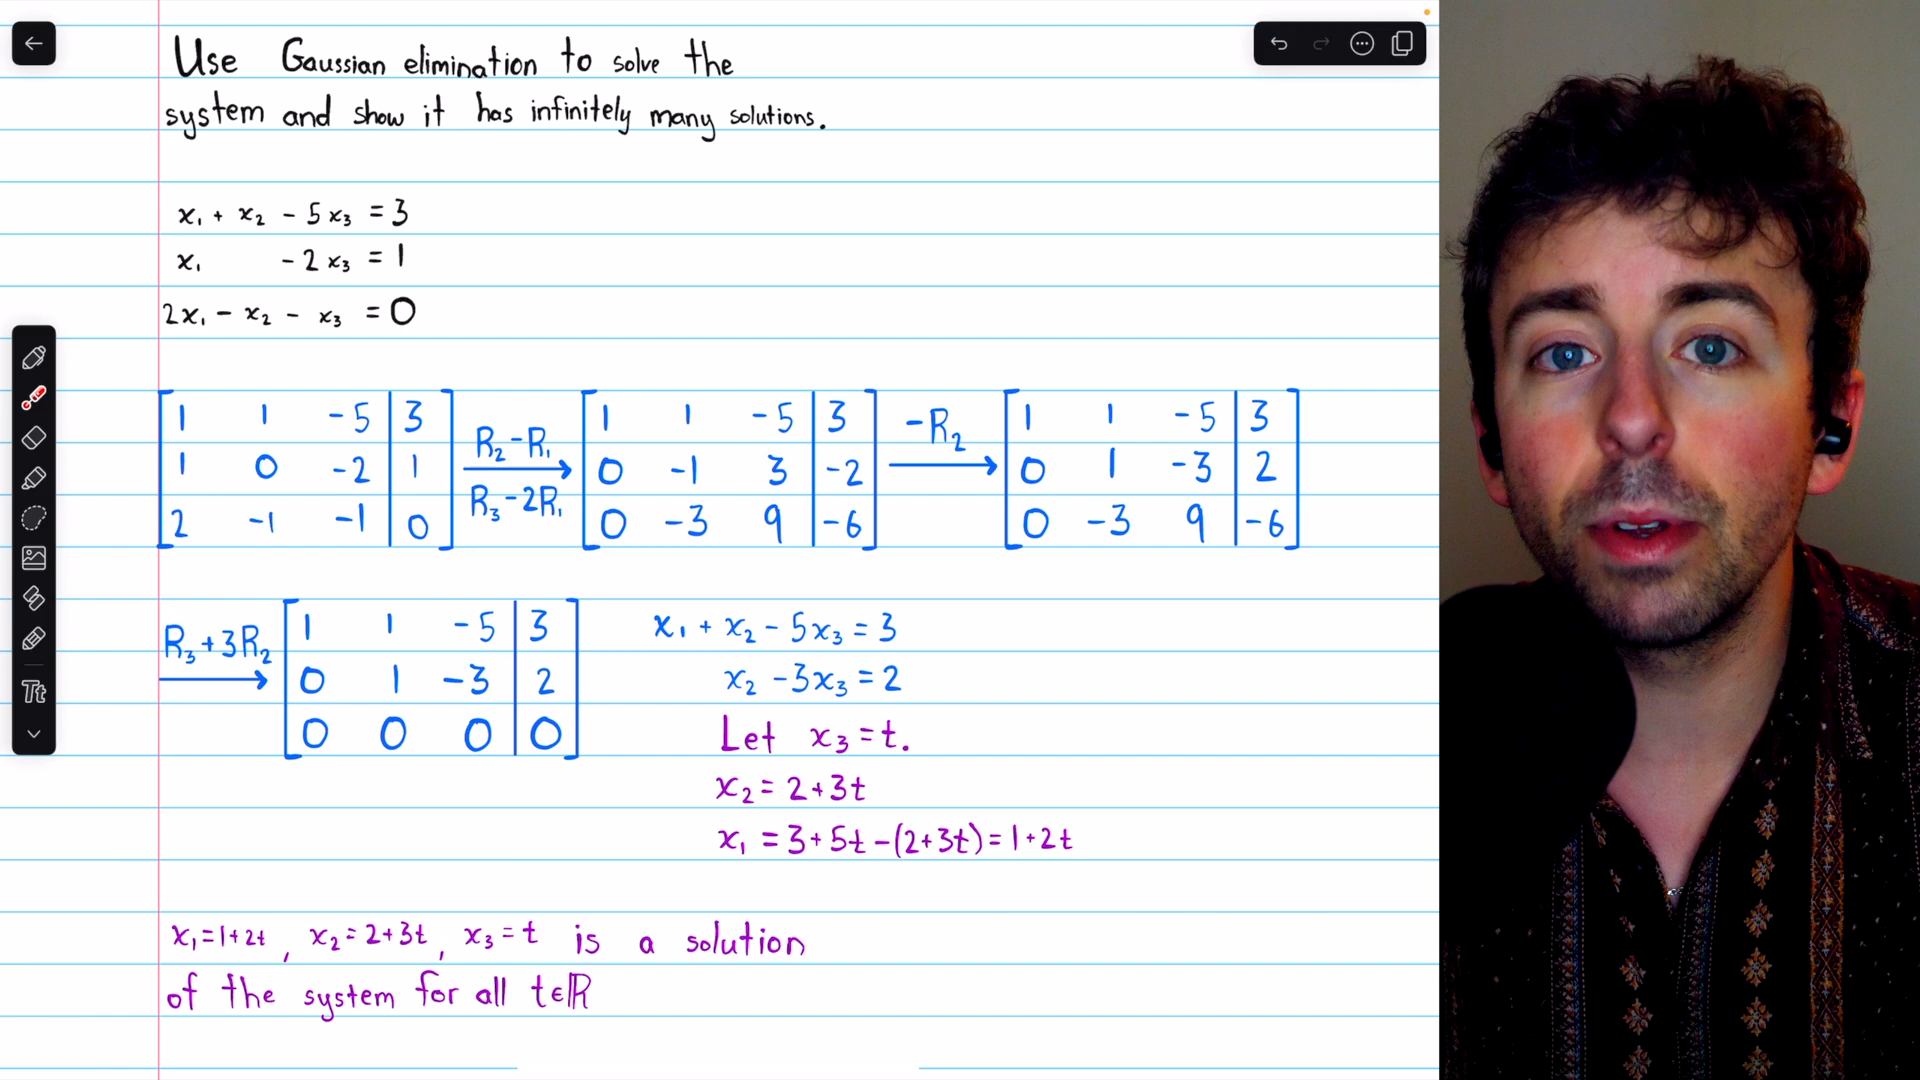 Use Gaussian elimination to solve the
system and show it has infinitely many solutions.
x₁ + x₂ - 5x₃ = 3
x₁ - 2x₃ = 1
2x₁ - x₂ - x₃ = 0
1 1 -5 3
1 0 -2 1
2 -1 -1 0
R₂-R₁
R₃-2R₁
1 1 -5 3
0 -1 3 -2
0 -3 9 -6
-R₂
1 1 -5 3
0 1 -3 2
0 -3 9 -6
R₃+3R₂
1 1 -5 3
0 1 -3 2
0 0 0 0
x₁ + x₂ - 5x₃ = 3
x₂ - 3x₃ = 2
Let x₃ = t.
x₂ = 2+3t
x₁ = 3+5t-(2+3t) = 1+2t
x₁=1+2t, x₂=2+3t, x₃=t is a solution
of the system for all t∈ℝ
Tt